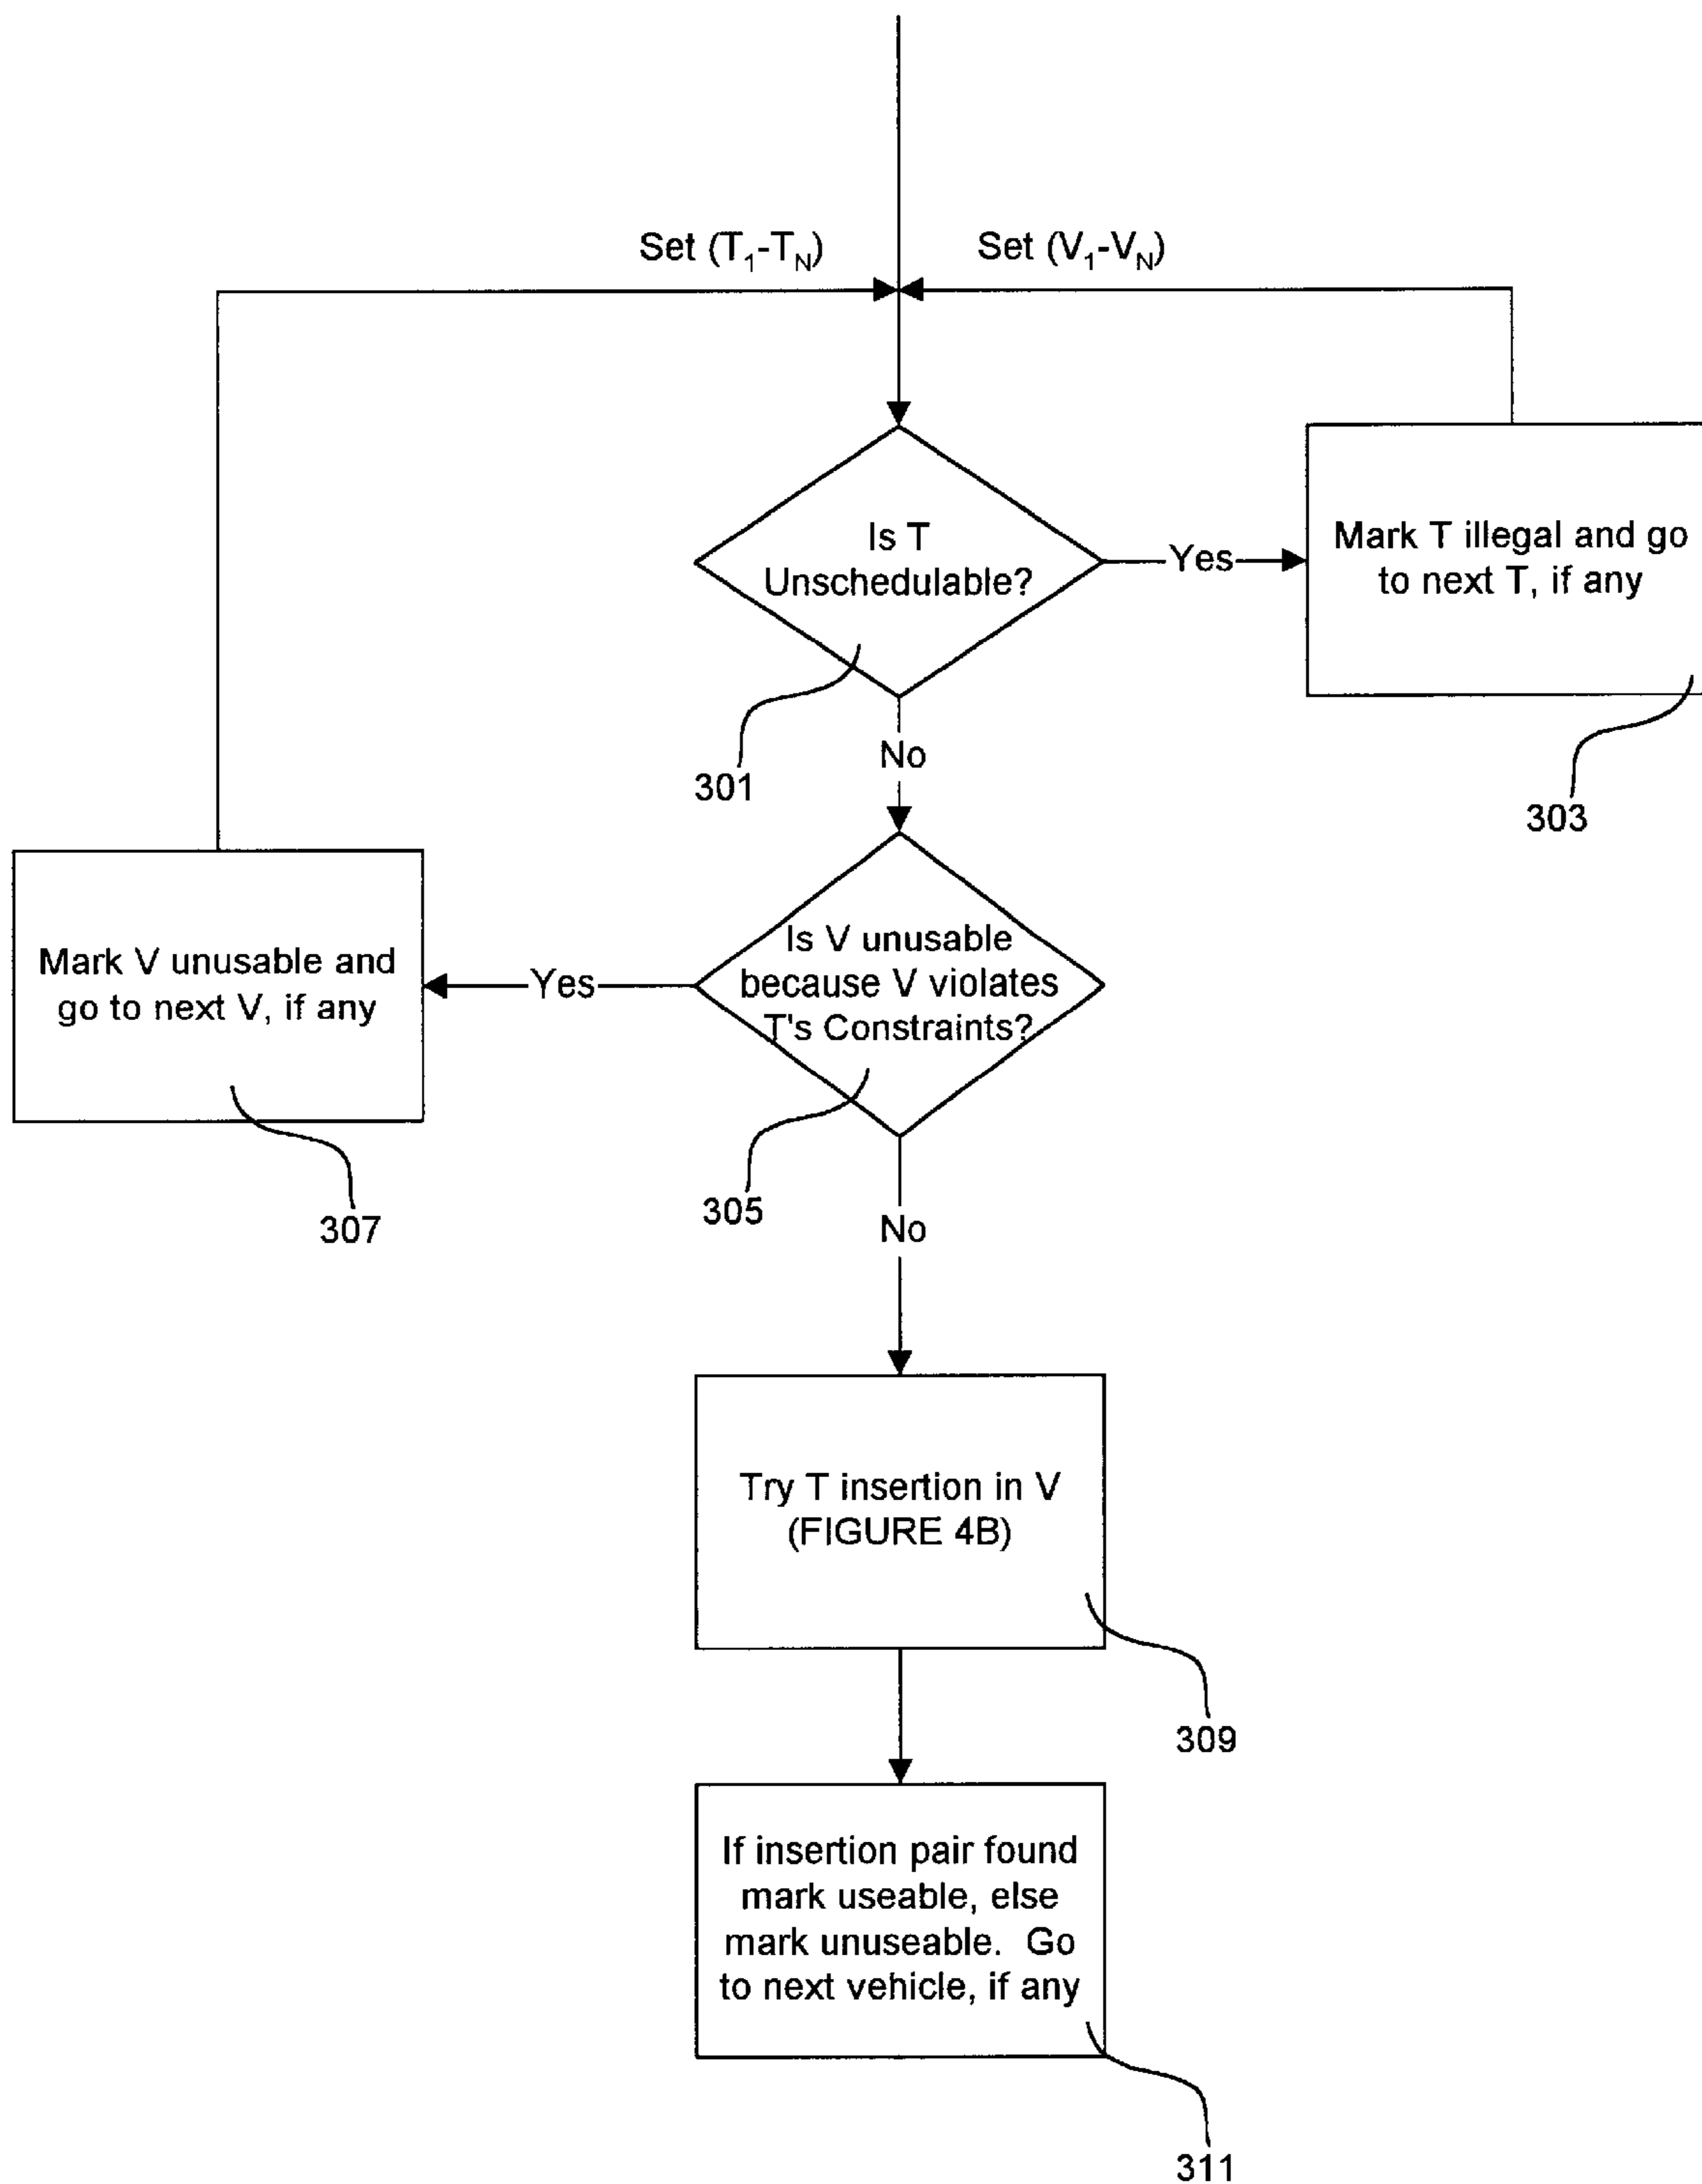 Set (T₁-T_N)
Set (V₁-V_N)
Is T
Unschedulable?
Yes
Mark T illegal and go
to next T, if any
301
No
303
Is V unusable
because V violates
T's Constraints?
Yes
Mark V unusable and
go to next V, if any
305
307
No
Try T insertion in V
(FIGURE 4B)
309
If insertion pair found
mark useable, else
mark unuseable. Go
to next vehicle, if any
311